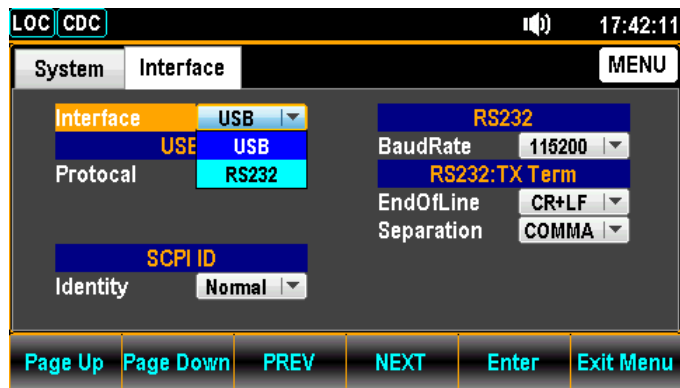 LOC CDC 17:42:11
System Interface MENU
Interface USB
USB
RS232
Protocal
SCPI ID
Identity Normal
RS232
BaudRate 115200
RS232:TX Term
EndOfLine CR+LF
Separation COMMA
Page Up Page Down PREV NEXT Enter Exit Menu